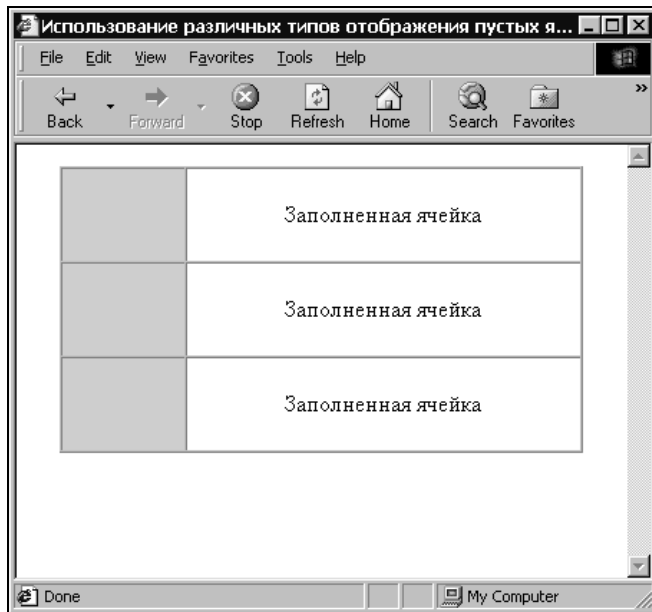 Использование различных типов отображения пустых я...
File Edit View Favorites Tools Help
Back Forward Stop Refresh Home Search Favorites »
Заполненная ячейка
Заполненная ячейка
Заполненная ячейка
Done My Computer